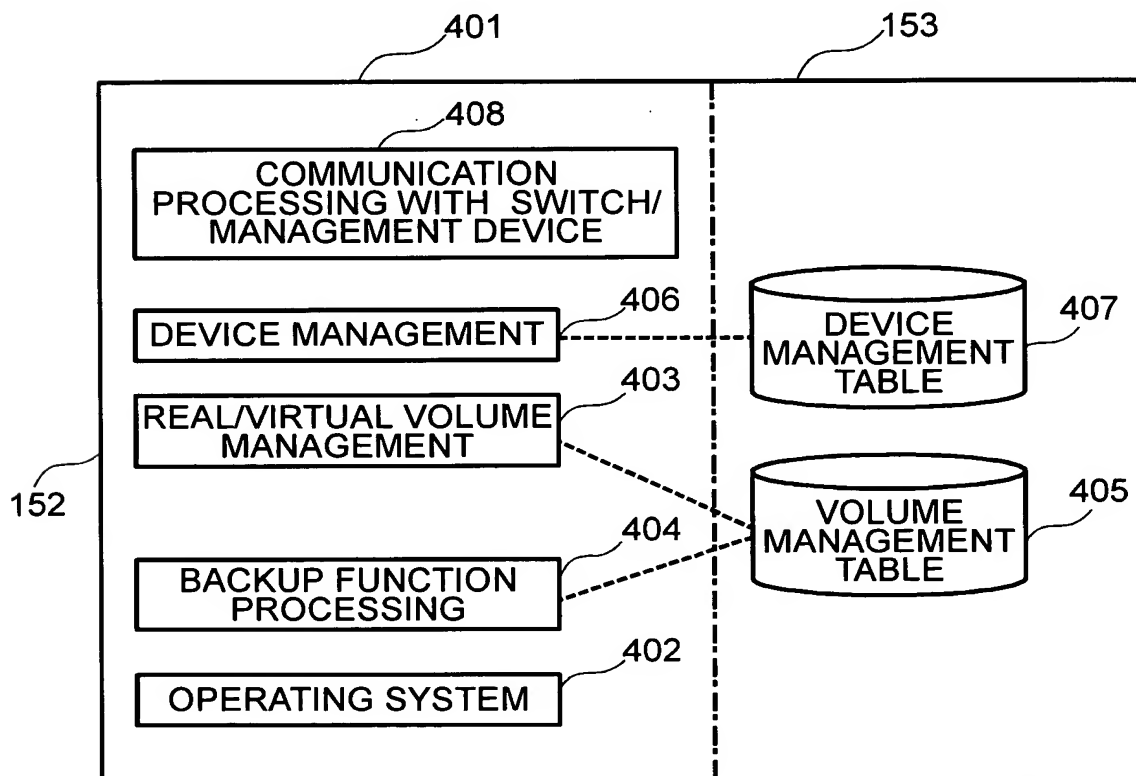 401
153
408
COMMUNICATION
PROCESSING WITH SWITCH/
MANAGEMENT DEVICE
406
DEVICE MANAGEMENT
DEVICE
MANAGEMENT
TABLE
407
403
REAL/VIRTUAL VOLUME
MANAGEMENT
152
VOLUME
MANAGEMENT
TABLE
405
404
BACKUP FUNCTION
PROCESSING
402
OPERATING SYSTEM